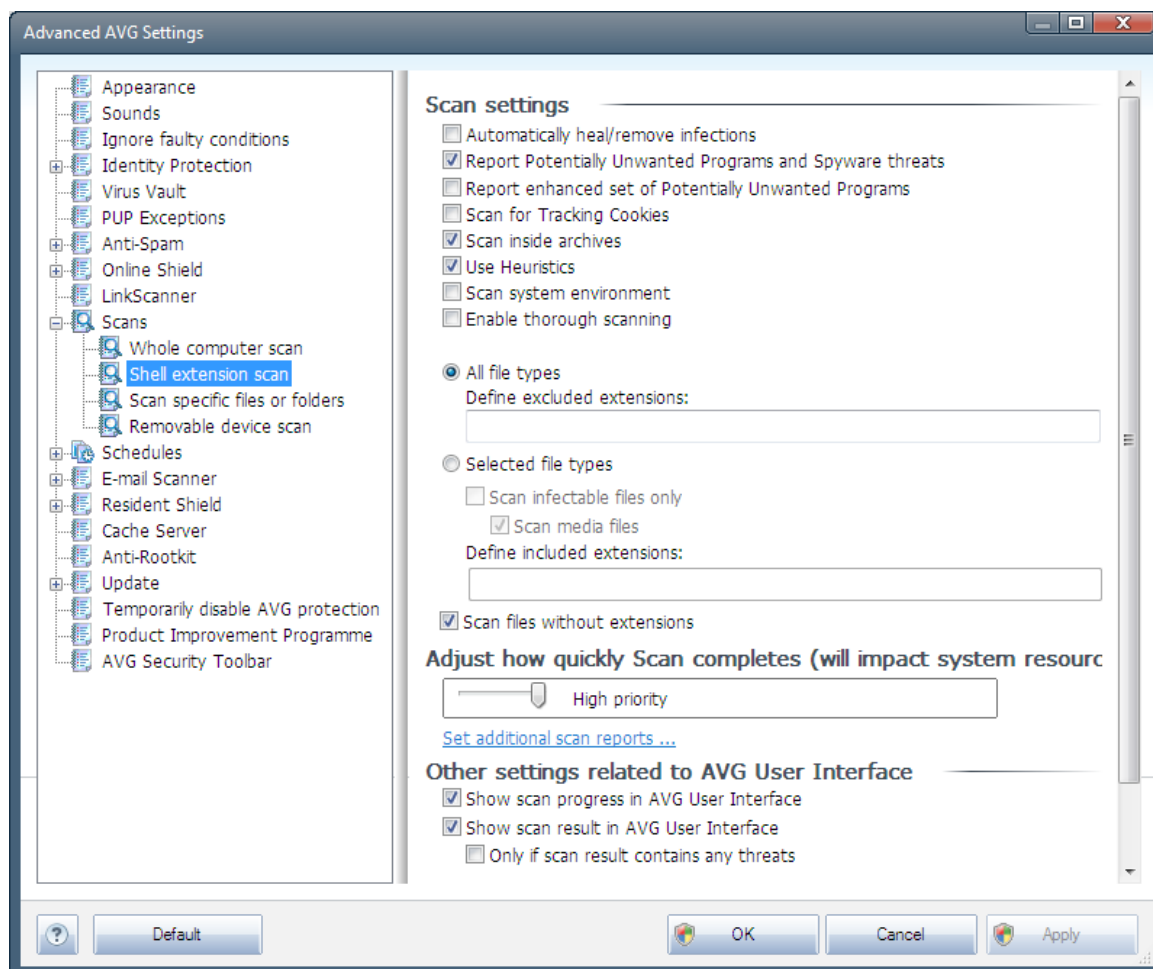 Advanced AVG Settings
Appearance
Sounds
Ignore faulty conditions
Identity Protection
Virus Vault
PUP Exceptions
Anti-Spam
Online Shield
LinkScanner
Scans
Whole computer scan
Shell extension scan
Scan specific files or folders
Removable device scan
Schedules
E-mail Scanner
Resident Shield
Cache Server
Anti-Rootkit
Update
Temporarily disable AVG protection
Product Improvement Programme
AVG Security Toolbar
Scan settings
Automatically heal/remove infections
Report Potentially Unwanted Programs and Spyware threats
Report enhanced set of Potentially Unwanted Programs
Scan for Tracking Cookies
Scan inside archives
Use Heuristics
Scan system environment
Enable thorough scanning
All file types
Define excluded extensions:
Selected file types
Scan infectable files only
Scan media files
Define included extensions:
Scan files without extensions
Adjust how quickly Scan completes (will impact system resourc
High priority
Set additional scan reports ...
Other settings related to AVG User Interface
Show scan progress in AVG User Interface
Show scan result in AVG User Interface
Only if scan result contains any threats
?
Default
OK
Cancel
Apply